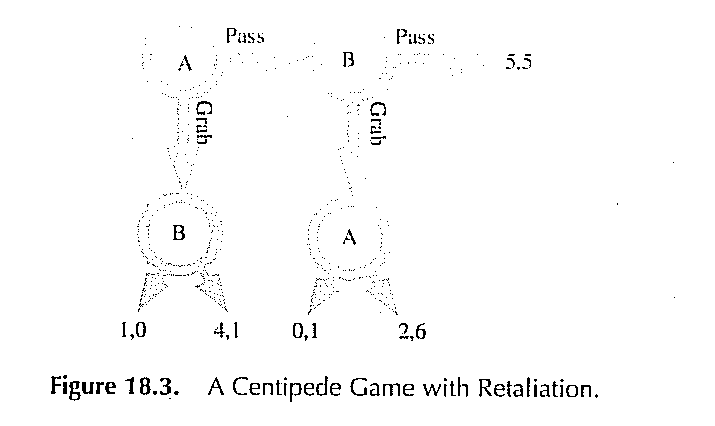 Pass Pass
A B 5,5
Grab Grab
B A
1,0 4,1 0,1 2,6
Figure 18.3. A Centipede Game with Retaliation.